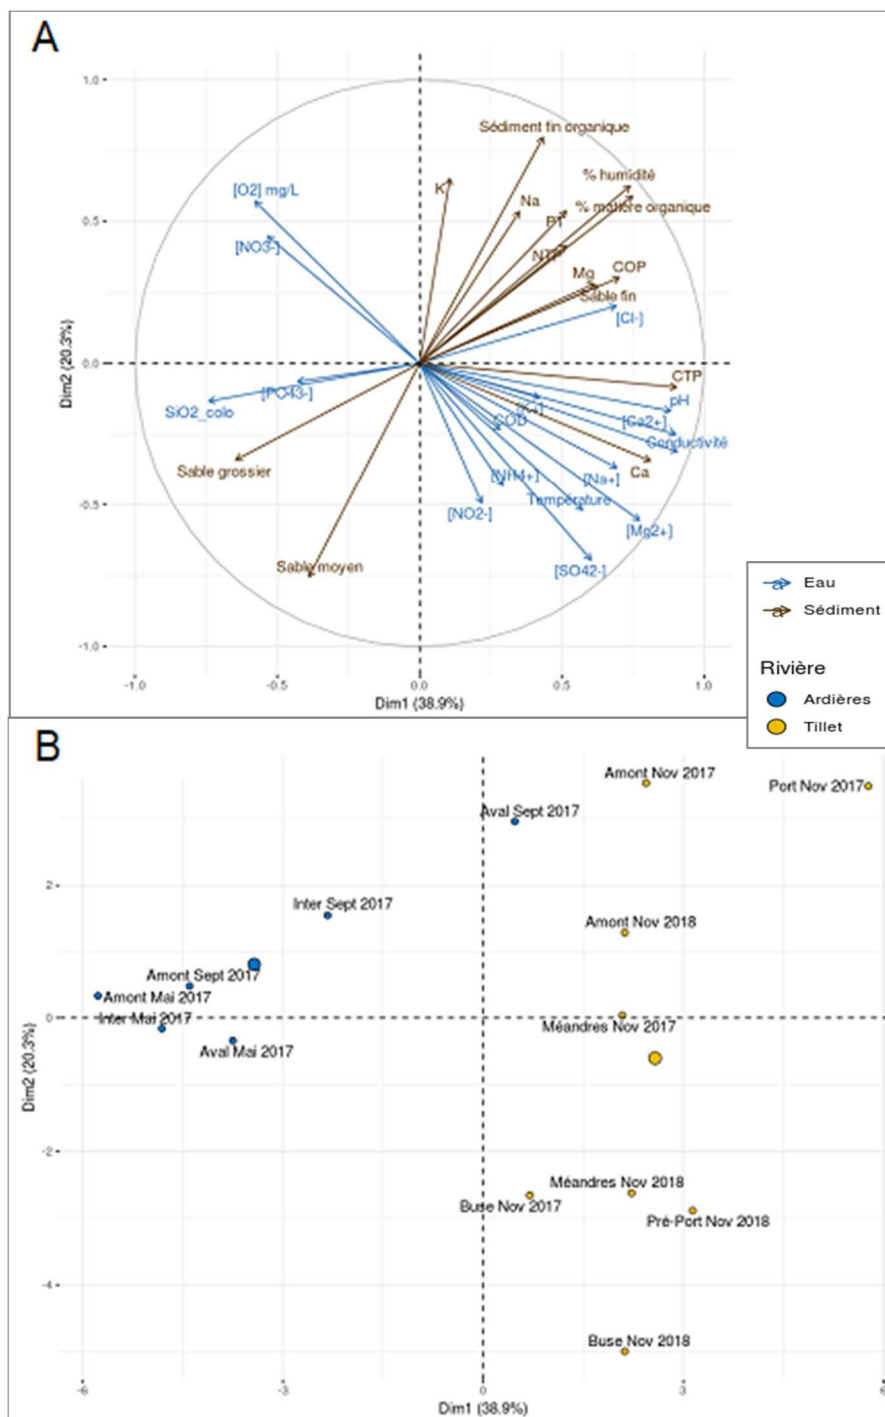 A
1.0
0.5
0.0
-0.5
-1.0
Dim2 (20.3%)
Sédiment fin organique
% humidité
[O2] mg/L
K
Na
% matière organique
PT
[NO3-]
NTP
Mg
COP
Sable fin
[Cl-]
CTP
[PO43-]
pH
SiO2_colo
[K+]
COD
[Ca2+]
Conductivité
Sable grossier
[NH4+]
[Na+]
Ca
[NO2-]
Température
[Mg2+]
Sable moyen
[SO42-]
-1.0
-0.5
0.0
0.5
1.0
Dim1 (38.9%)
Eau
Sédiment
Rivière
Ardières
Tillet
B
Amont Nov 2017
Port Nov 2017
Aval Sept 2017
2
Inter Sept 2017
Amont Nov 2018
Amont Sept 2017
Amont Mai 2017
0
Inter Mai 2017
Méandres Nov 2017
Aval Mai 2017
Dim2 (20.3%)
-2
Méandres Nov 2018
Buse Nov 2017
Pré-Port Nov 2018
-4
Buse Nov 2018
-6
-3
0
3
6
Dim1 (38.9%)